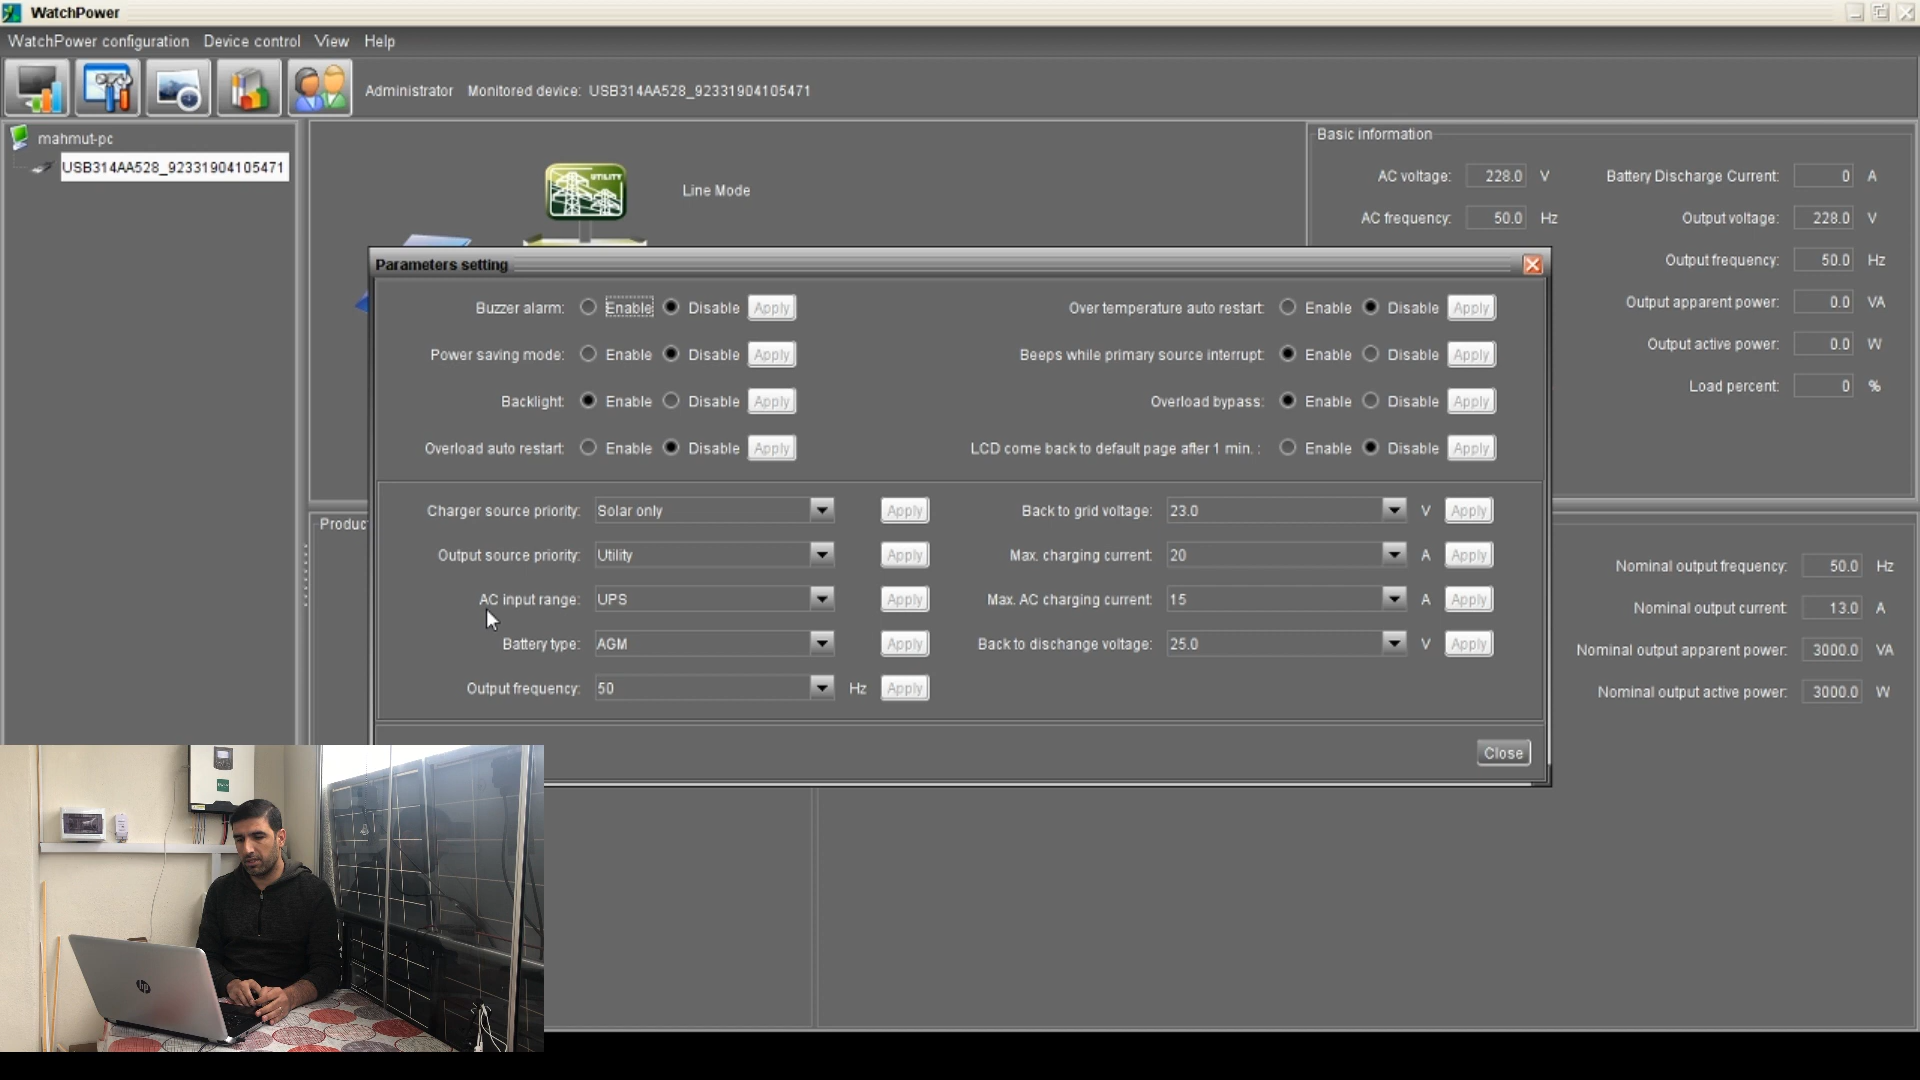 WatchPower
WatchPower configuration Device control View Help
Administrator Monitored device: USB314AA528_92331904105471
mahmut-pc
USB314AA528_92331904105471
UTILITY
Line Mode
Basic information
AC voltage: 228.0 V
Battery Discharge Current: 0 A
AC frequency: 50.0 Hz
Output voltage: 228.0 V
Output frequency: 50.0 Hz
Output apparent power: 0.0 VA
Output active power: 0.0 W
Load percent: 0 %
Parameters setting
Buzzer alarm: Enable Disable Apply
Over temperature auto restart: Enable Disable Apply
Power saving mode: Enable Disable Apply
Beeps while primary source interrupt: Enable Disable Apply
Backlight: Enable Disable Apply
Overload bypass: Enable Disable Apply
Overload auto restart: Enable Disable Apply
LCD come back to default page after 1 min. : Enable Disable Apply
Charger source priority: Solar only Apply
Back to grid voltage: 23.0 V Apply
Output source priority: Utility Apply
Max. charging current: 20 A Apply
AC input range: UPS Apply
Max. AC charging current: 15 A Apply
Battery type: AGM Apply
Back to discharge voltage: 25.0 V Apply
Output frequency: 50 Hz Apply
Close
Produc
Nominal output frequency: 50.0 Hz
Nominal output current: 13.0 A
Nominal output apparent power: 3000.0 VA
Nominal output active power: 3000.0 W
hp